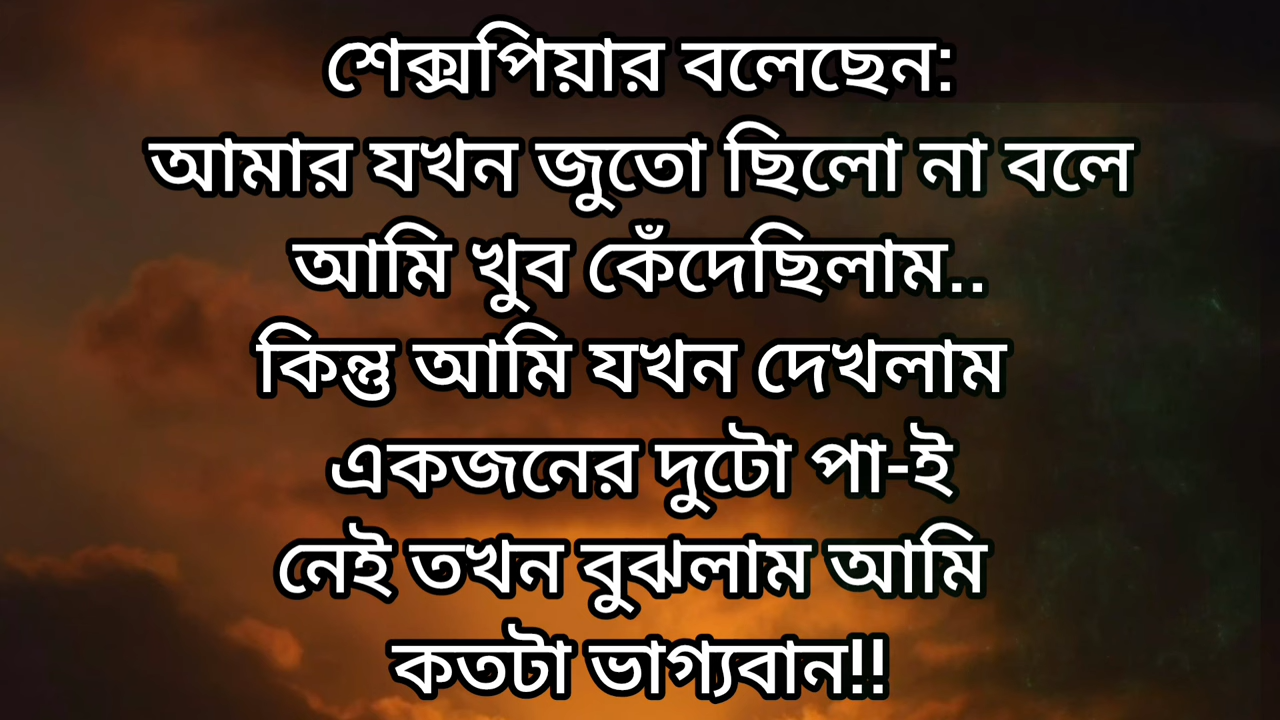 শেক্সপিয়ার বলেছেন:
আমার যখন জুতো ছিলো না বলে
আমি খুব কেঁদেছিলাম..
কিন্তু আমি যখন দেখলাম
একজনের দুটো পা-ই
নেই তখন বুঝলাম আমি
কতটা ভাগ্যবান!!